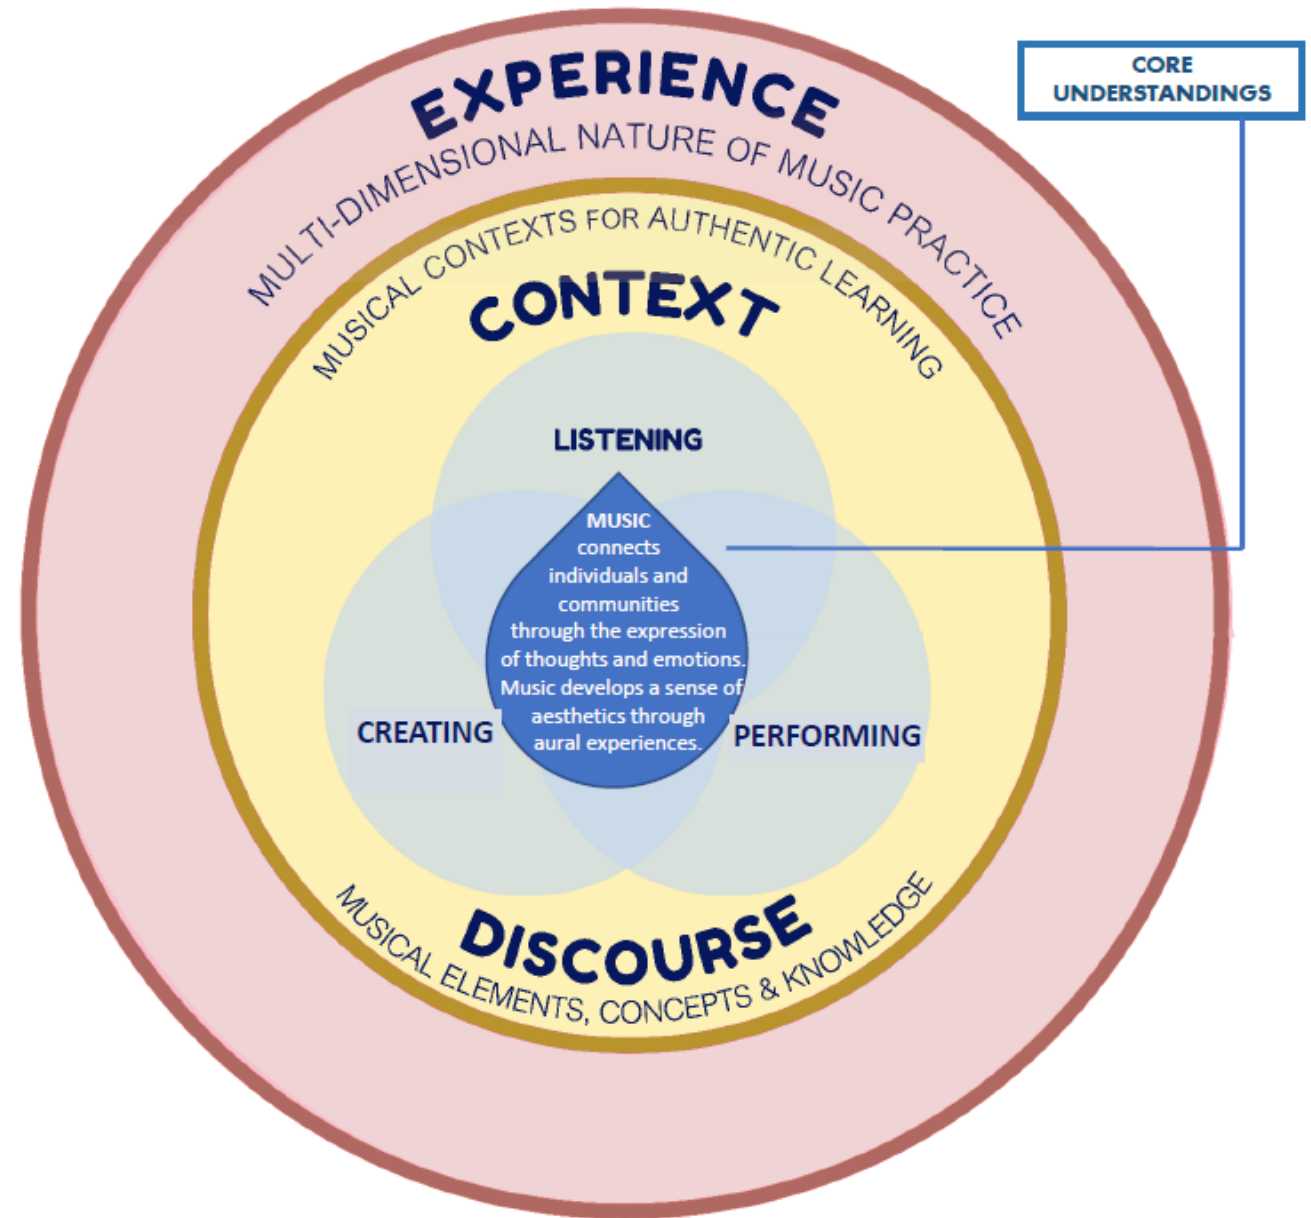 EXPERIENCE
MULTI-DIMENSIONAL NATURE OF MUSIC PRACTICE
CORE
UNDERSTANDINGS
MUSICAL CONTEXTS FOR AUTHENTIC LEARNING
CONTEXT
LISTENING
MUSIC
connects
individuals and
communities
through the expression
of thoughts and emotions.
Music develops a sense of
aesthetics through
aural experiences.
CREATING
PERFORMING
DISCOURSE
MUSICAL ELEMENTS, CONCEPTS & KNOWLEDGE